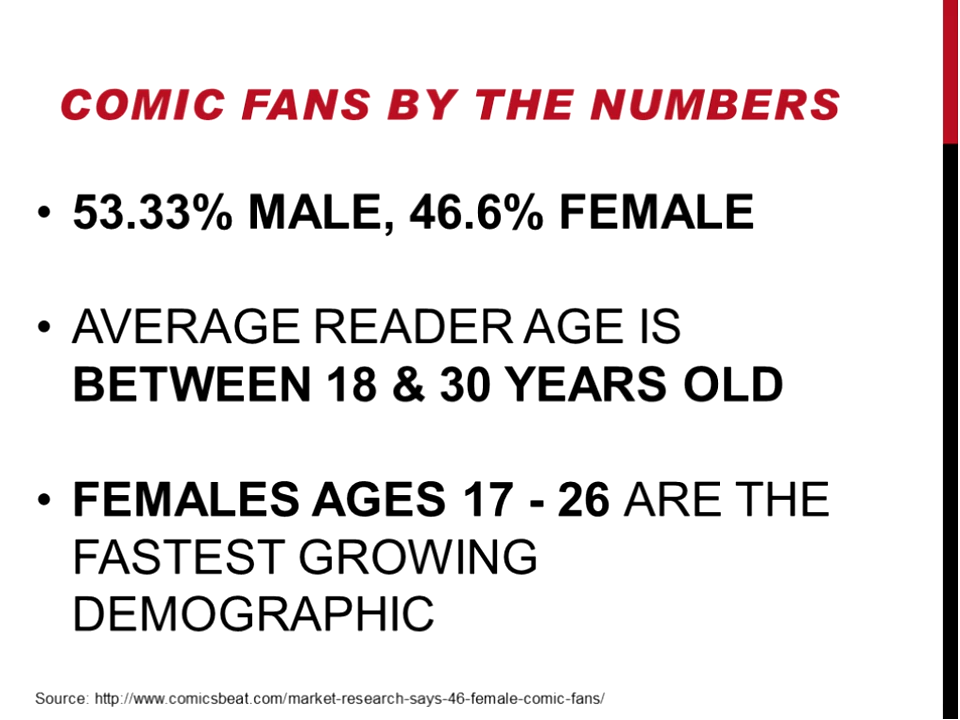 COMIC FANS BY THE NUMBERS
• 53.33% MALE, 46.6% FEMALE
• AVERAGE READER AGE IS
BETWEEN 18 & 30 YEARS OLD
• FEMALES AGES 17 - 26 ARE THE
FASTEST GROWING
DEMOGRAPHIC
Source: http://www.comicsbeat.com/market-research-says-46-female-comic-fans/